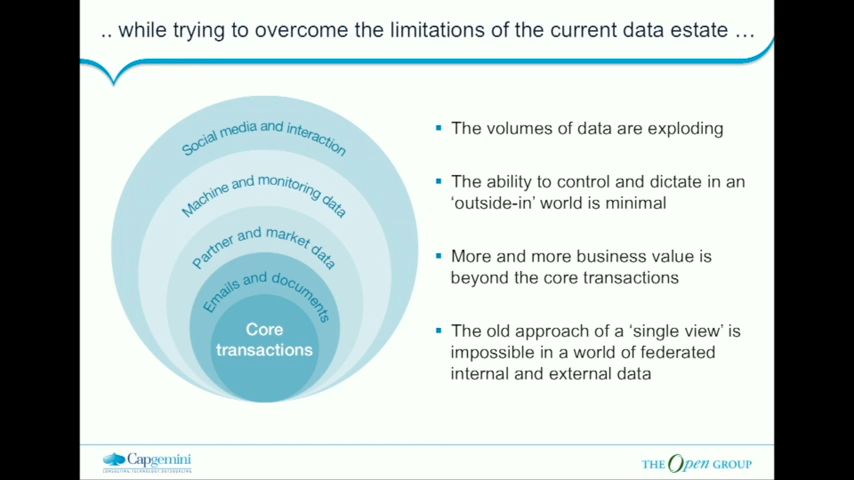 .. while trying to overcome the limitations of the current data estate …
Social media and interaction
Machine and monitoring data
Partner and market data
Emails and documents
Core
transactions
▪ The volumes of data are exploding
▪ The ability to control and dictate in an
‘outside-in’ world is minimal
▪ More and more business value is
beyond the core transactions
▪ The old approach of a ‘single view’ is
impossible in a world of federated
internal and external data
Capgemini
CONSULTING.TECHNOLOGY.OUTSOURCING
THE Open GROUP